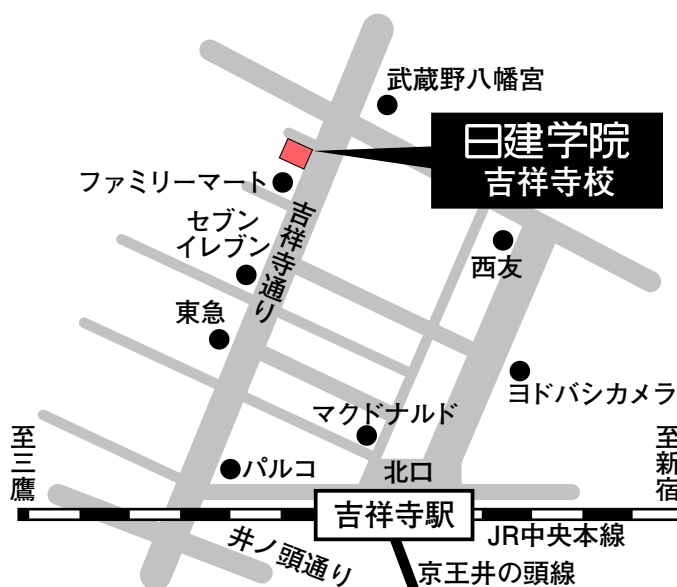 武蔵野八幡宮
日建学院
吉祥寺校
ファミリーマート
セブン
イレブン
吉祥寺通り
西友
東急
ヨドバシカメラ
マクドナルド
至三鷹
パルコ
北口
至新宿
吉祥寺駅
JR中央本線
井ノ頭通り
京王井の頭線